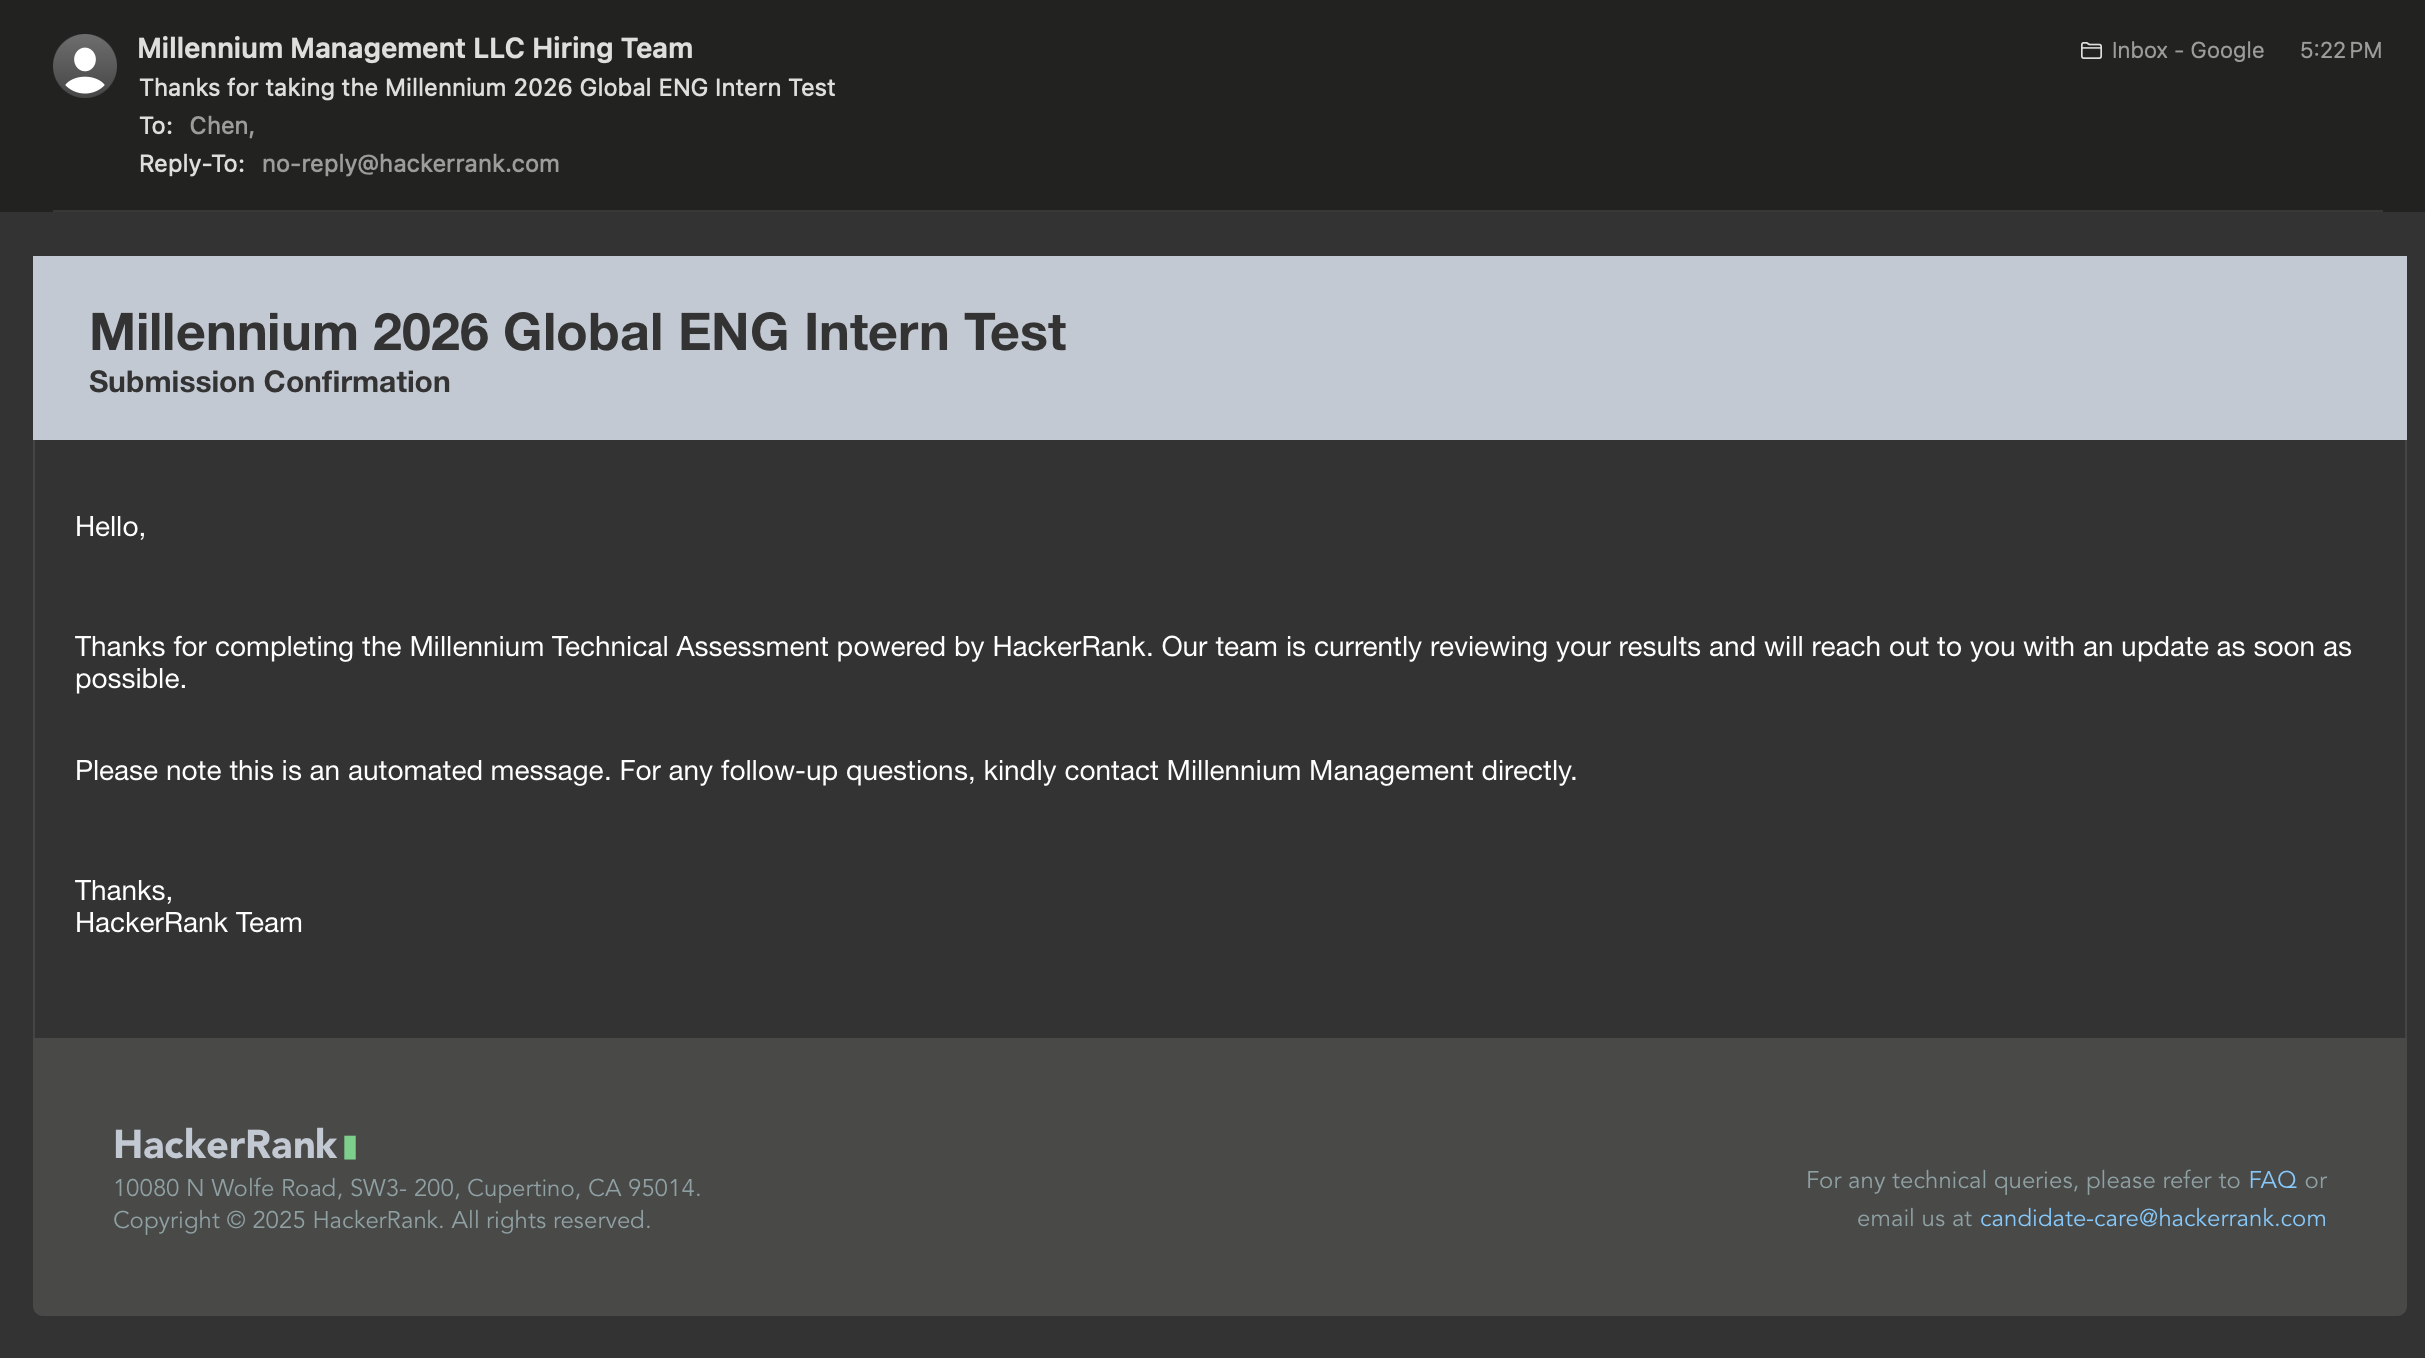 Millennium Management LLC Hiring Team
Inbox - Google 5:22 PM
Thanks for taking the Millennium 2026 Global ENG Intern Test
To: Chen,
Reply-To: no-reply@hackerrank.com
Millennium 2026 Global ENG Intern Test
Submission Confirmation
Hello,
Thanks for completing the Millennium Technical Assessment powered by HackerRank. Our team is currently reviewing your results and will reach out to you with an update as soon as
possible.
Please note this is an automated message. For any follow-up questions, kindly contact Millennium Management directly.
Thanks,
HackerRank Team
HackerRank
10080 N Wolfe Road, SW3- 200, Cupertino, CA 95014.
Copyright © 2025 HackerRank. All rights reserved.
For any technical queries, please refer to FAQ or
email us at candidate-care@hackerrank.com